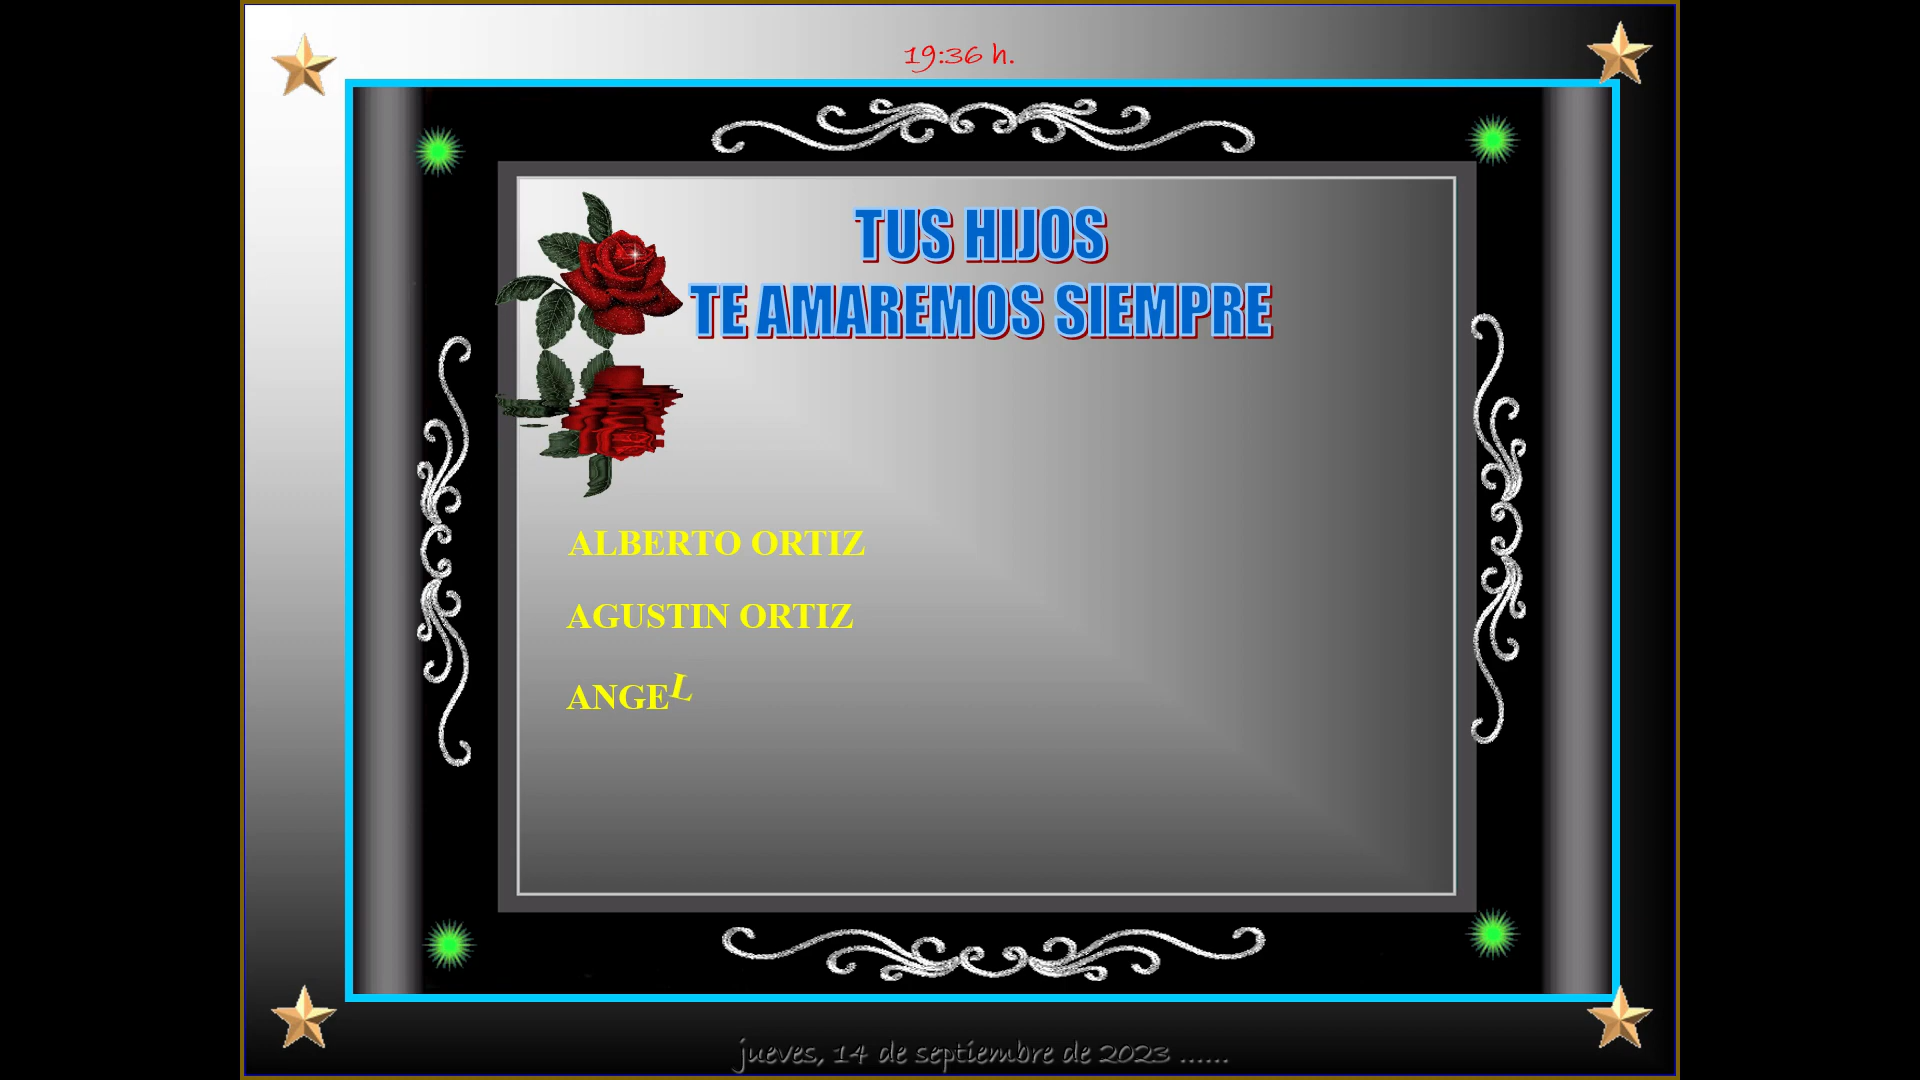 19:36 h.
TUS HIJOS
TE AMAREMOS SIEMPRE
ALBERTO ORTIZ
AGUSTIN ORTIZ
ANGEL
jueves, 14 de septiembre de 2023 ......